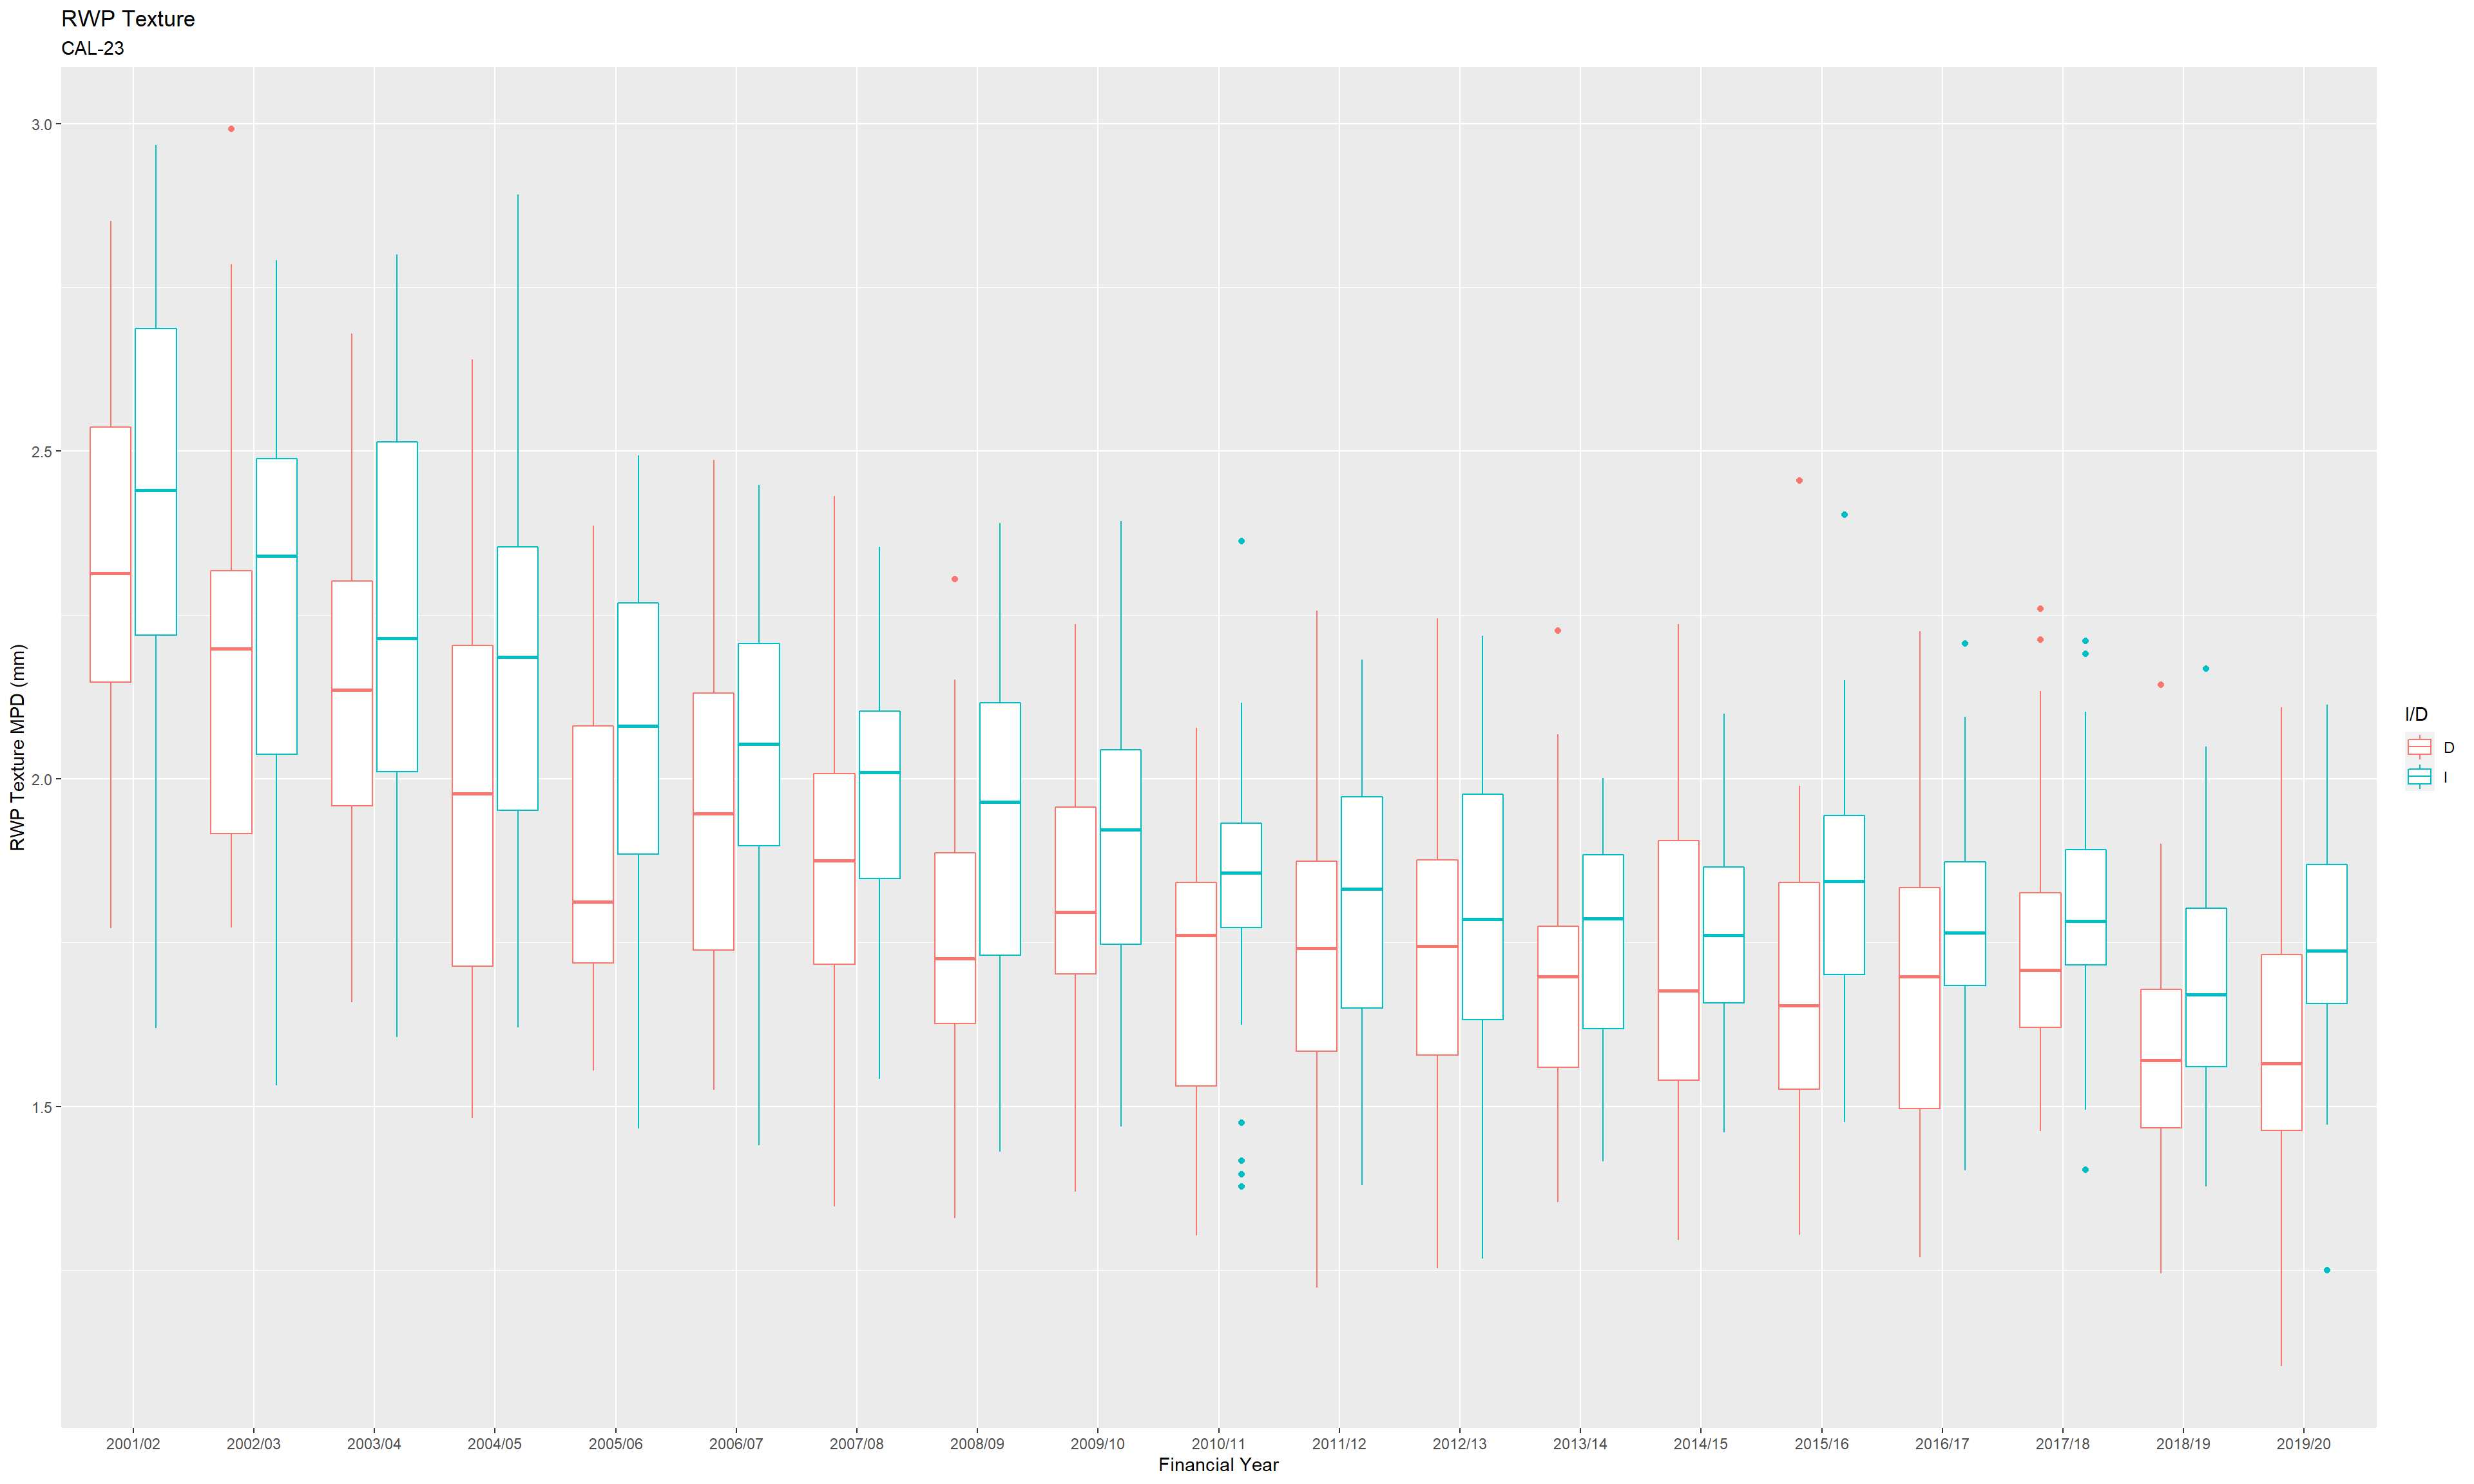 RWP Texture
CAL-23
RWP Texture MPD (mm)
3.0
2.5
2.0
1.5
2001/02 2002/03 2003/04 2004/05 2005/06 2006/07 2007/08 2008/09 2009/10 2010/11 2011/12 2012/13 2013/14 2014/15 2015/16 2016/17 2017/18 2018/19 2019/20
Financial Year
I/D
D
I